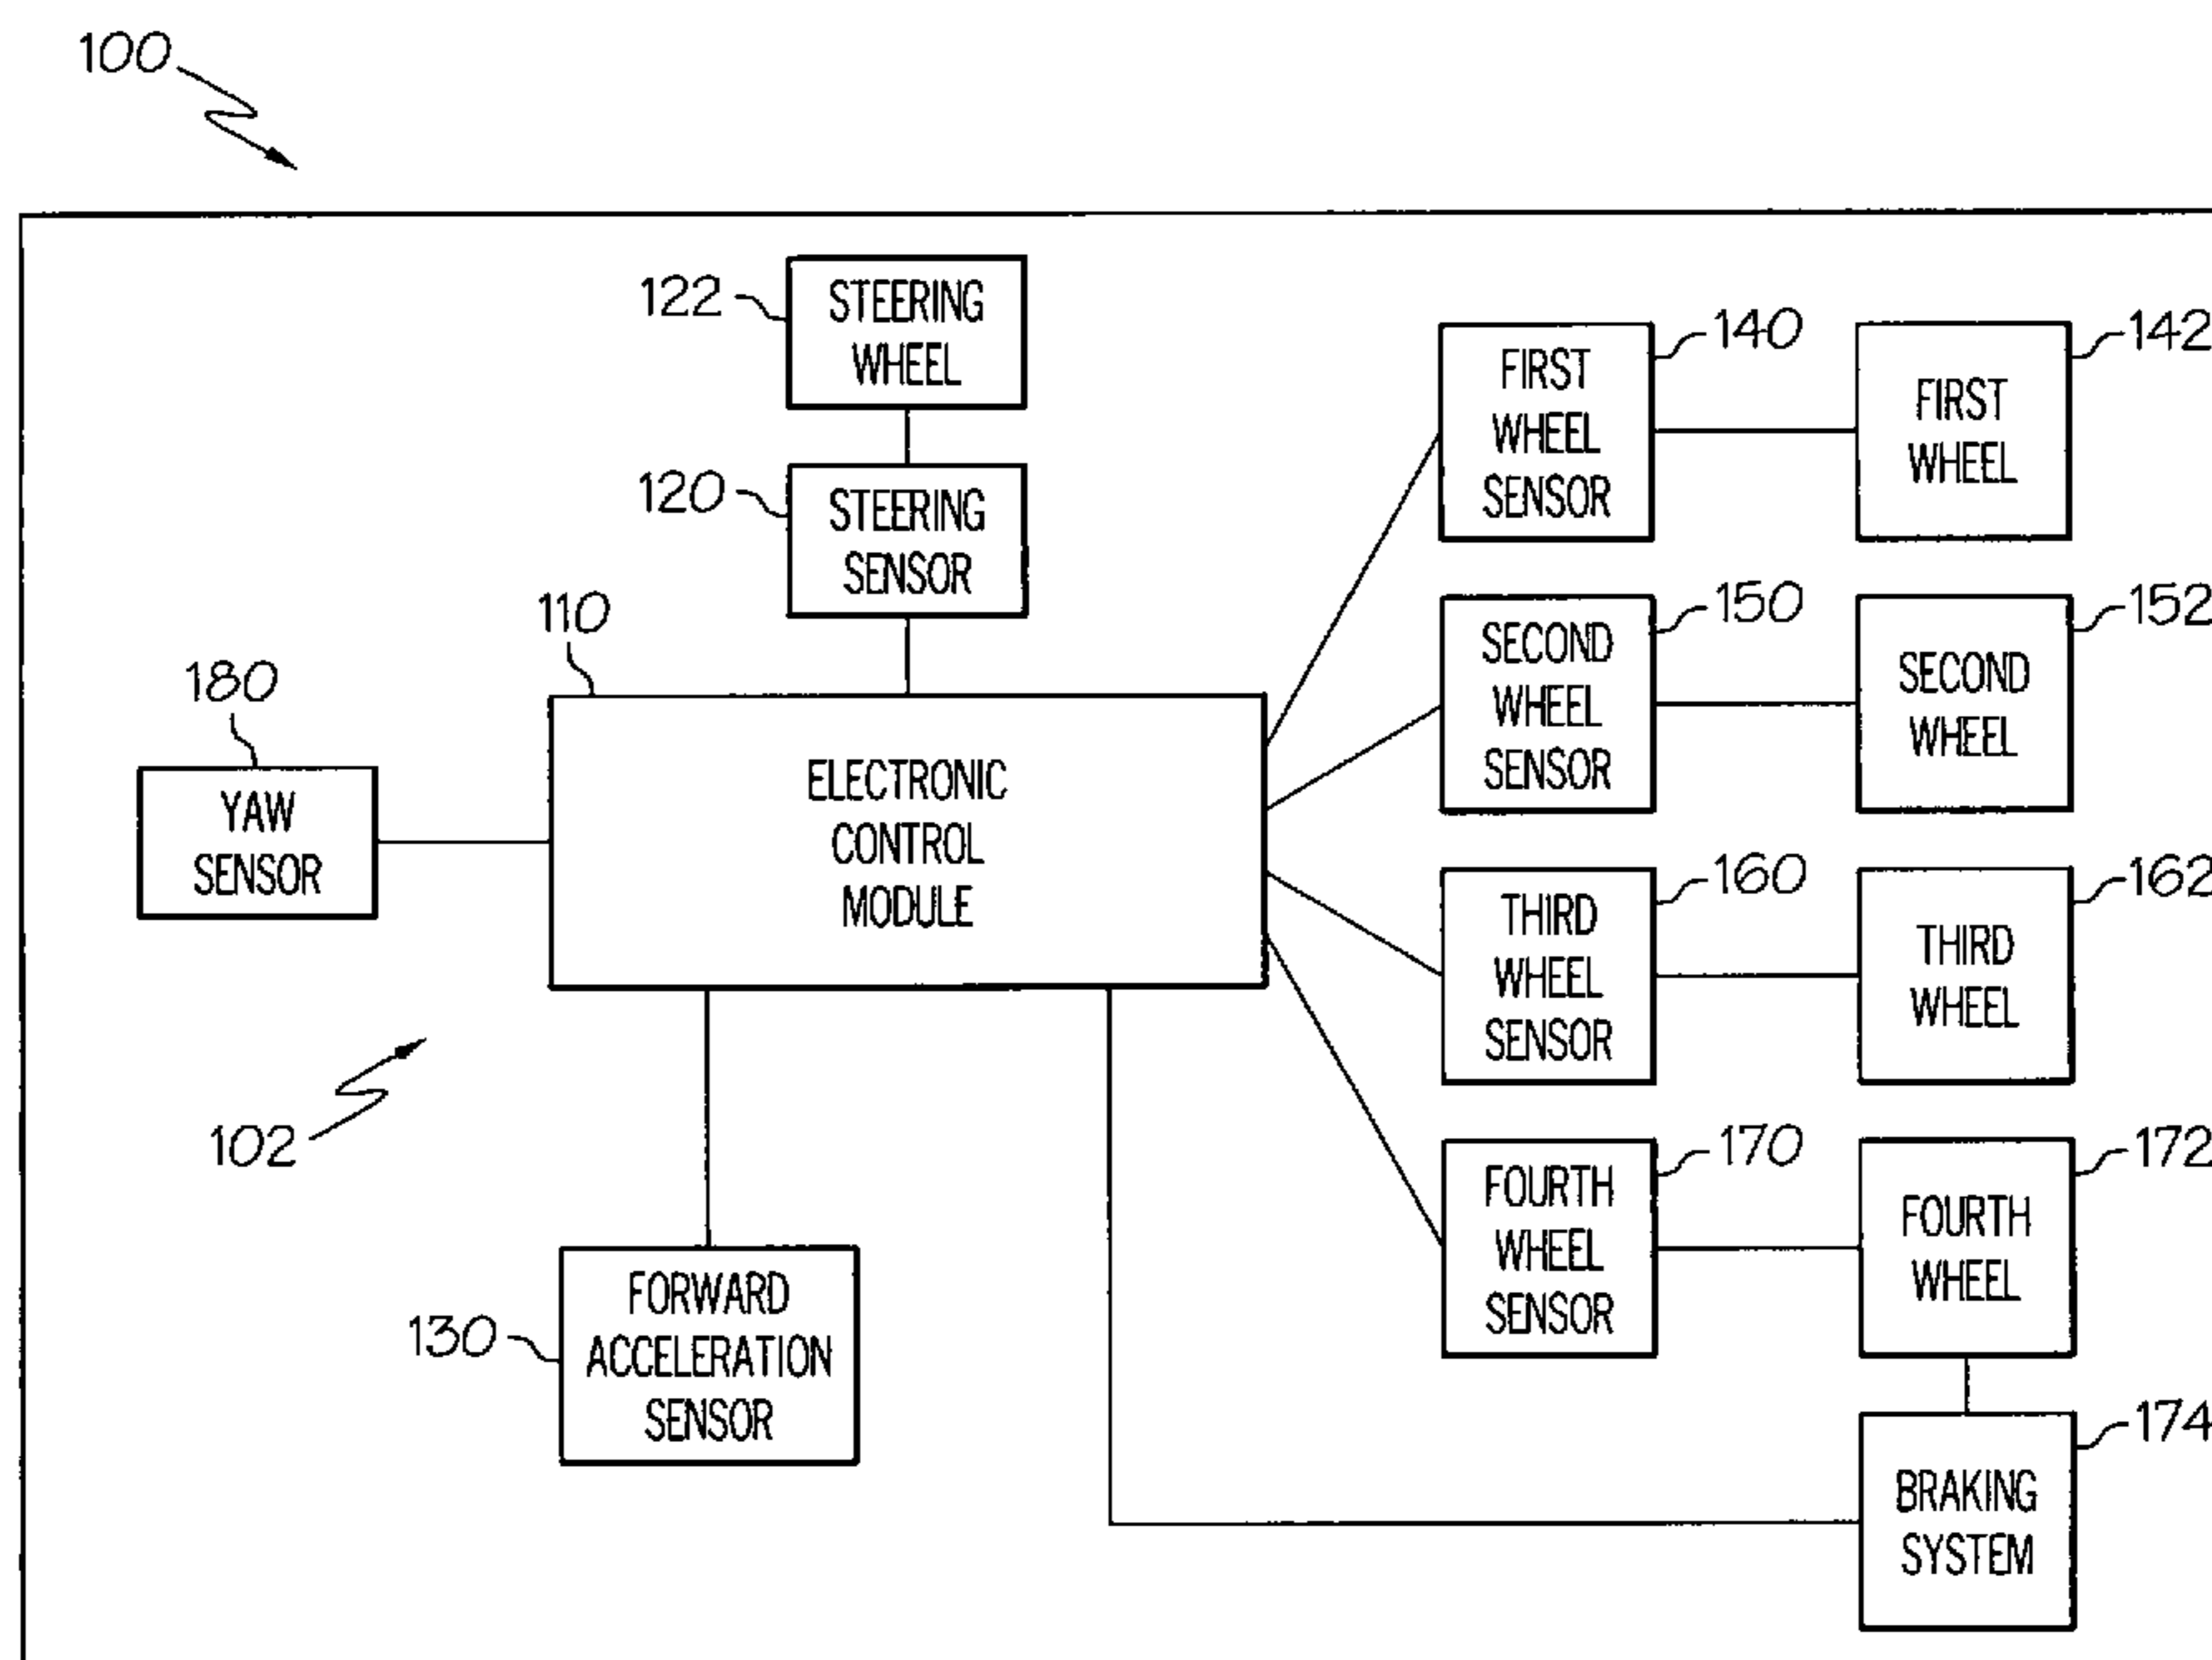 100
122
STEERING
WHEEL
120
STEERING
SENSOR
110
180
YAW
SENSOR
ELECTRONIC
CONTROL
MODULE
102
130
FORWARD
ACCELERATION
SENSOR
140
FIRST
WHEEL
SENSOR
142
FIRST
WHEEL
150
SECOND
WHEEL
SENSOR
152
SECOND
WHEEL
160
THIRD
WHEEL
SENSOR
162
THIRD
WHEEL
170
FOURTH
WHEEL
SENSOR
172
FOURTH
WHEEL
174
BRAKING
SYSTEM